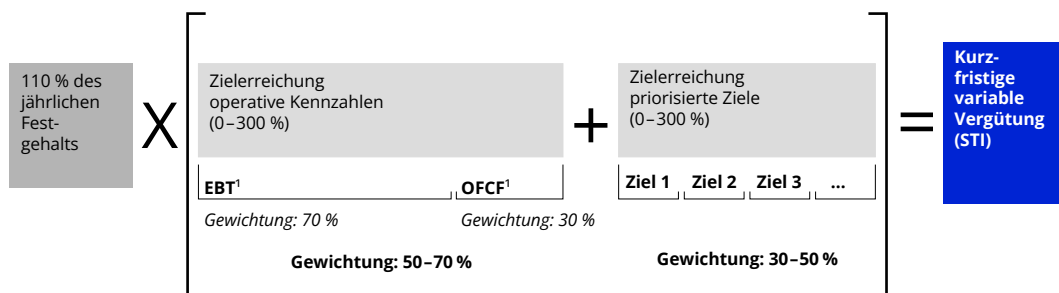 110 % des
jährlichen
Fest-
gehalts
X
Zielerreichung
operative Kennzahlen
(0–300 %)
EBT¹
OFCF¹
Gewichtung: 70 %
Gewichtung: 30 %
Gewichtung: 50–70 %
+
Zielerreichung
priorisierte Ziele
(0–300 %)
Ziel 1
Ziel 2
Ziel 3
...
Gewichtung: 30–50 %
=
Kurz-
fristige
variable
Vergütung
(STI)